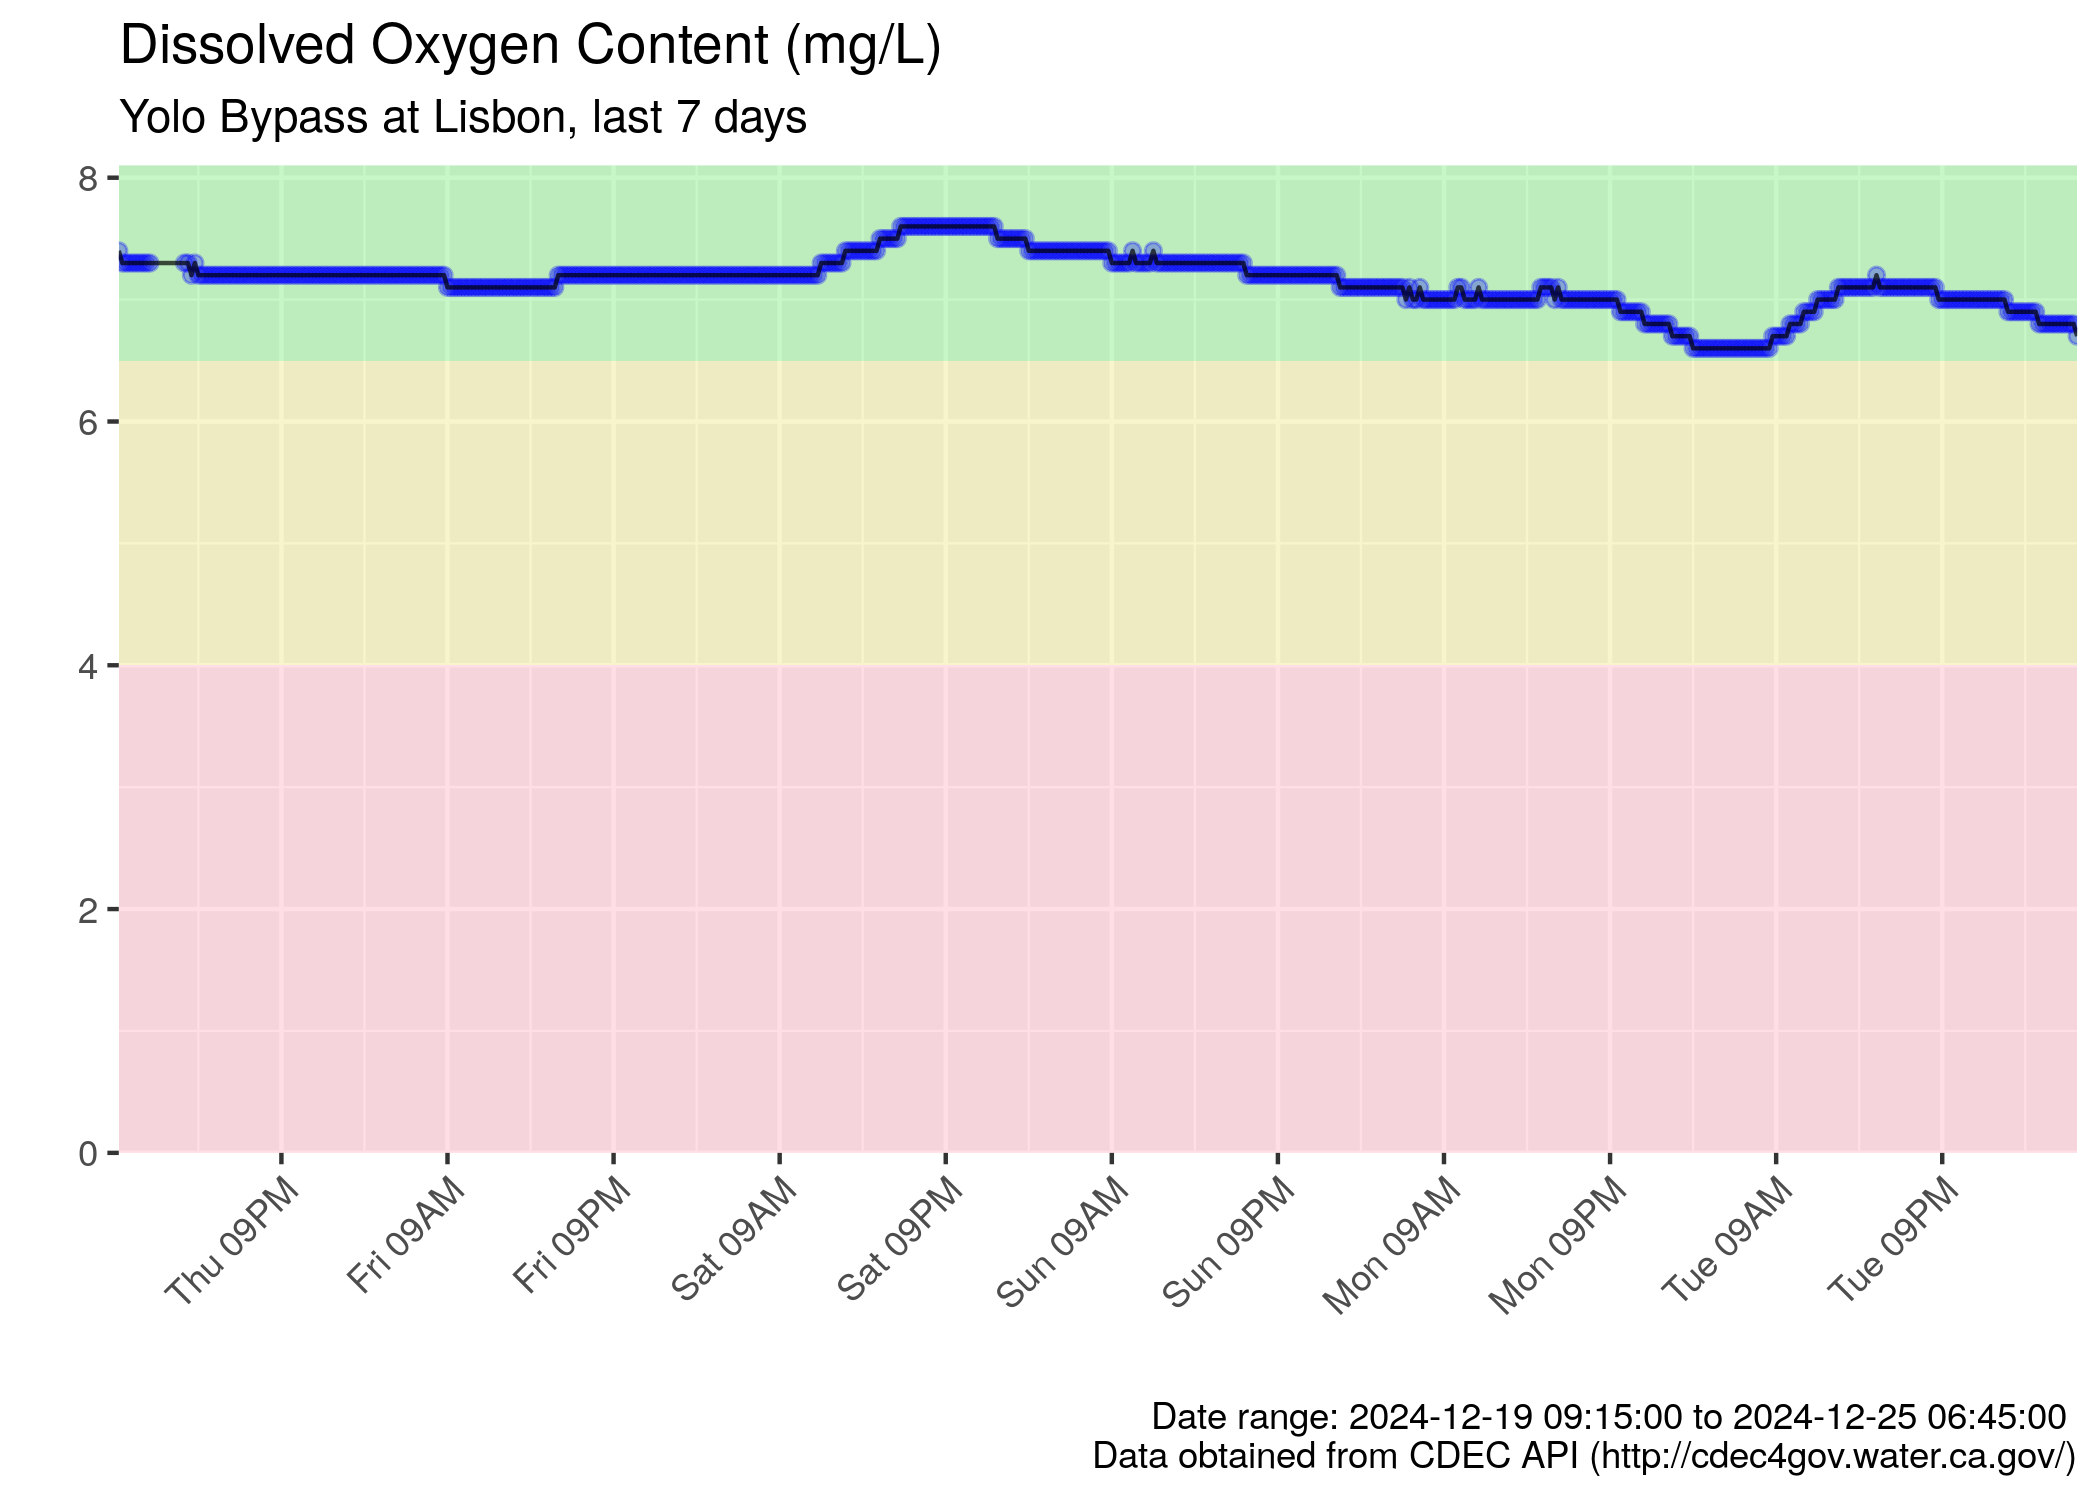 Dissolved Oxygen Content (mg/L)
Yolo Bypass at Lisbon, last 7 days
8
6
4
2
0
Thu 09PM
Fri 09AM
Fri 09PM
Sat 09AM
Sat 09PM
Sun 09AM
Sun 09PM
Mon 09AM
Mon 09PM
Tue 09AM
Tue 09PM
Date range: 2024-12-19 09:15:00 to 2024-12-25 06:45:00
Data obtained from CDEC API (http://cdec4gov.water.ca.gov/)